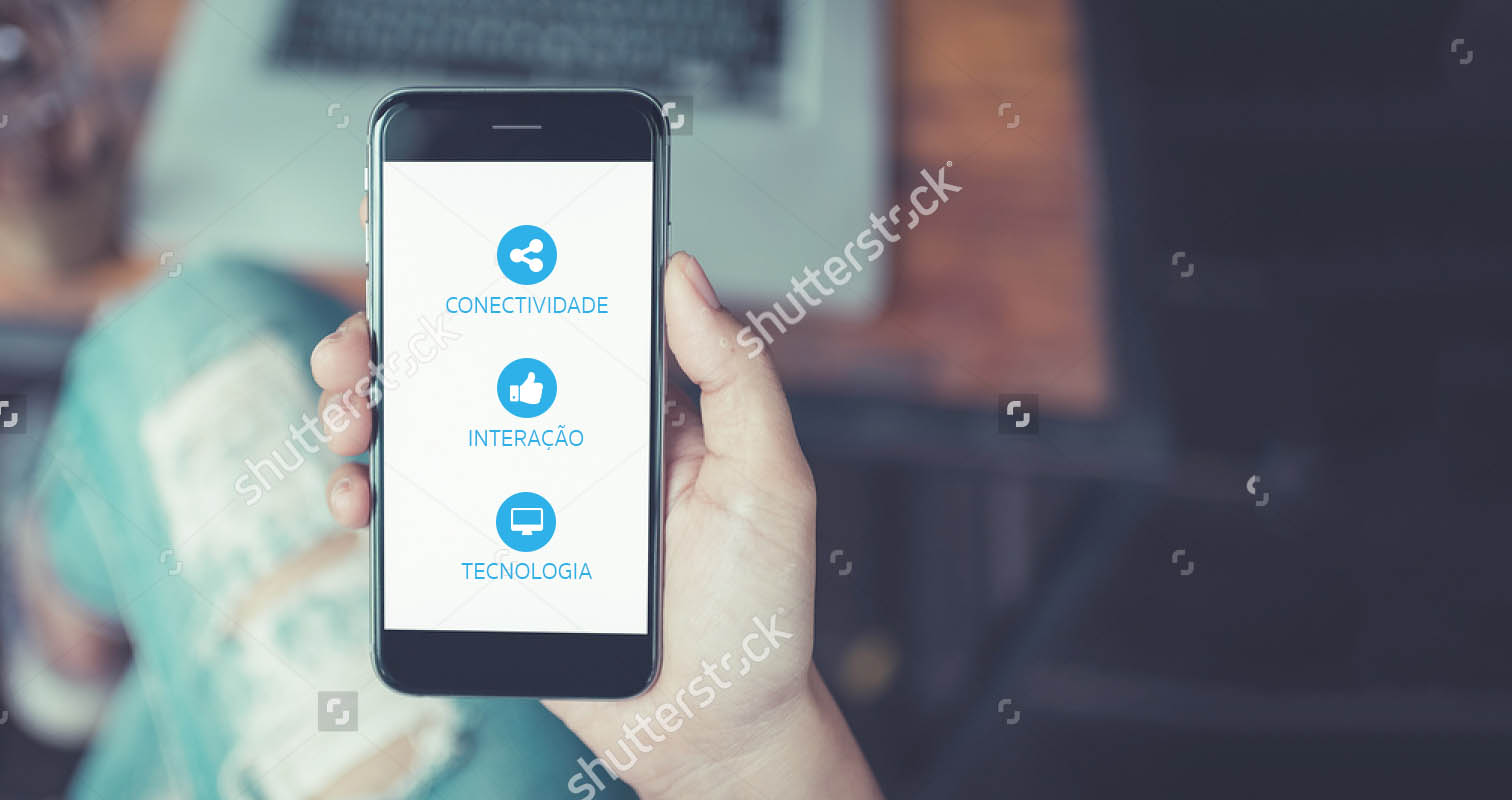 CONECTIVIDADE
INTERAÇÃO
TECNOLOGIA
shutterstock
shutterstock
shutterstock